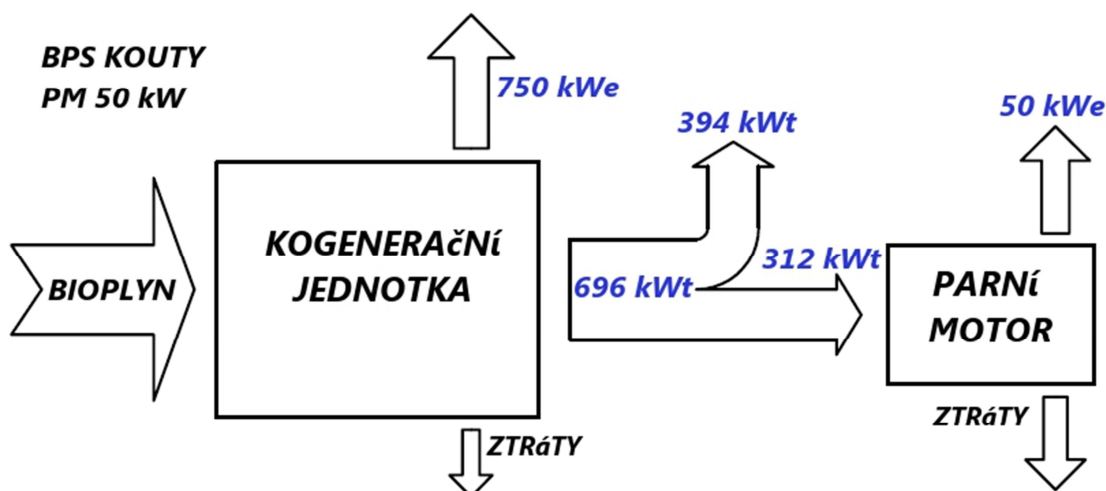 BPS KOUTY
PM 50 kW
750 kWe
394 kWt
50 kWe
BIOPLYN
KOGENERAčNí
JEDNOTKA
696 kWt
312 kWt
PARNí
MOTOR
ZTRáTY
ZTRáTY